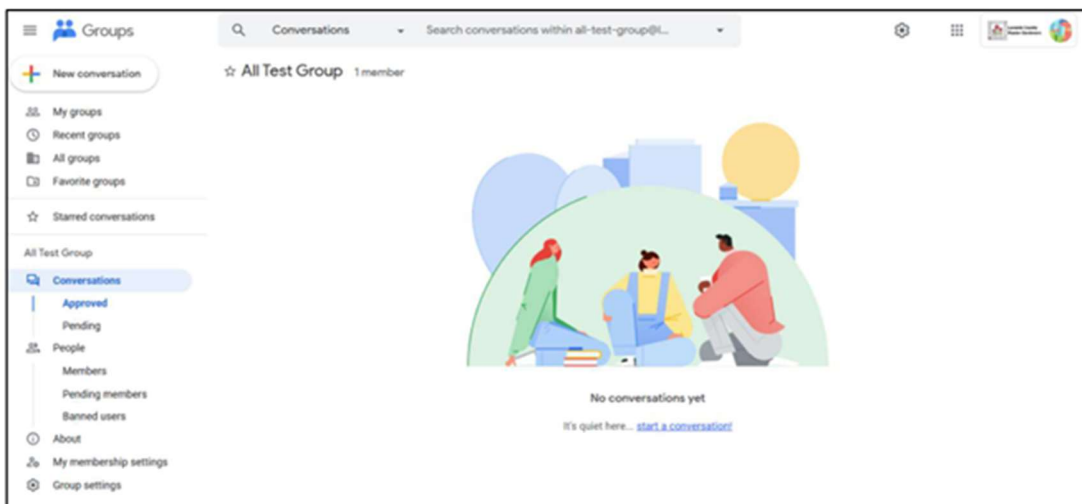 Groups
Conversations
Search conversations within all-test-group@l...
New conversation
All Test Group 1 member
My groups
Recent groups
All groups
Favorite groups
Starred conversations
All Test Group
Conversations
Approved
Pending
People
Members
Pending members
Banned users
About
My membership settings
Group settings
No conversations yet
It's quiet here... start a conversation!